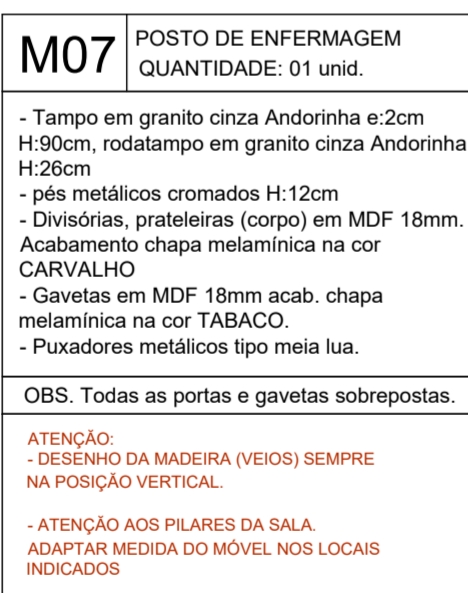 M07
POSTO DE ENFERMAGEM
QUANTIDADE: 01 unid.
- Tampo em granito cinza Andorinha e:2cm
H:90cm, rodatampo em granito cinza Andorinha
H:26cm
- pés metálicos cromados H:12cm
- Divisórias, prateleiras (corpo) em MDF 18mm.
Acabamento chapa melamínica na cor
CARVALHO
- Gavetas em MDF 18mm acab. chapa
melamínica na cor TABACO.
- Puxadores metálicos tipo meia lua.
OBS. Todas as portas e gavetas sobrepostas.
ATENÇÃO:
- DESENHO DA MADEIRA (VEIOS) SEMPRE
NA POSIÇÃO VERTICAL.
- ATENÇÃO AOS PILARES DA SALA.
ADAPTAR MEDIDA DO MÓVEL NOS LOCAIS
INDICADOS